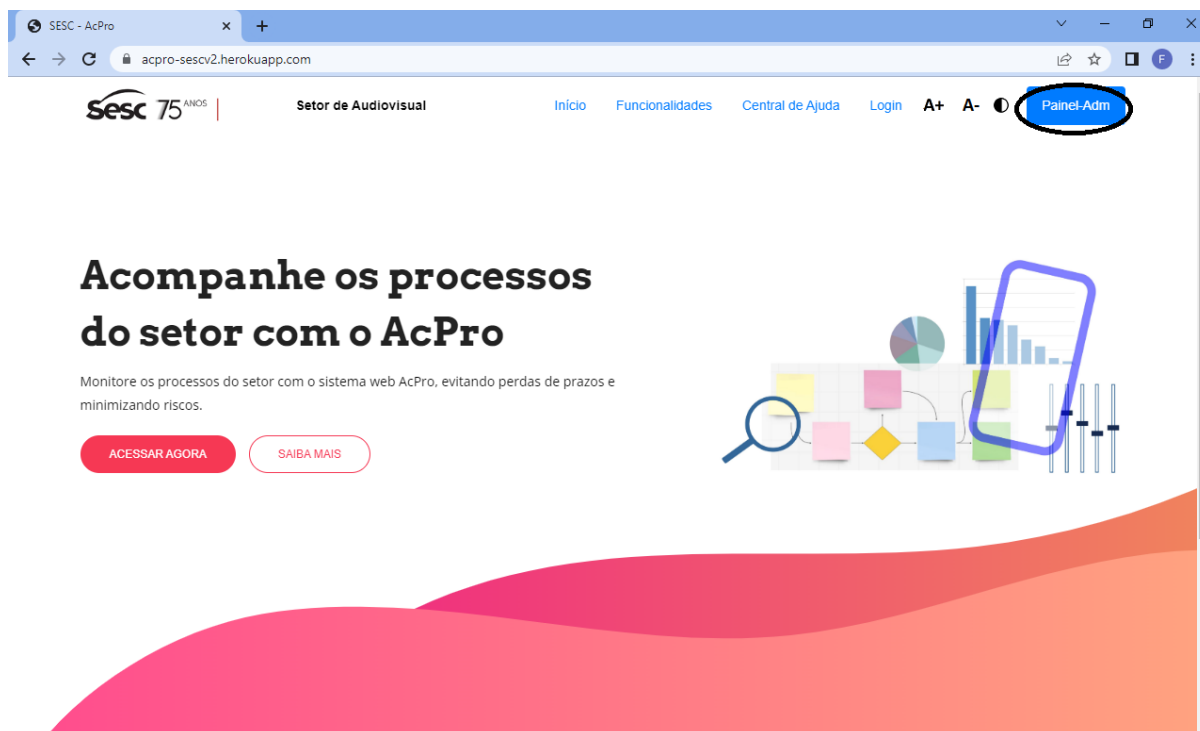 SESC - AcPro
acpro-sescv2.herokuapp.com
F
Sesc 75 ANOS
Setor de Audiovisual
Início
Funcionalidades
Central de Ajuda
Login
A+
A-
Painel-Adm
Acompanhe os processos
do setor com o AcPro
Monitore os processos do setor com o sistema web AcPro, evitando perdas de prazos e
minimizando riscos.
ACESSAR AGORA
SAIBA MAIS